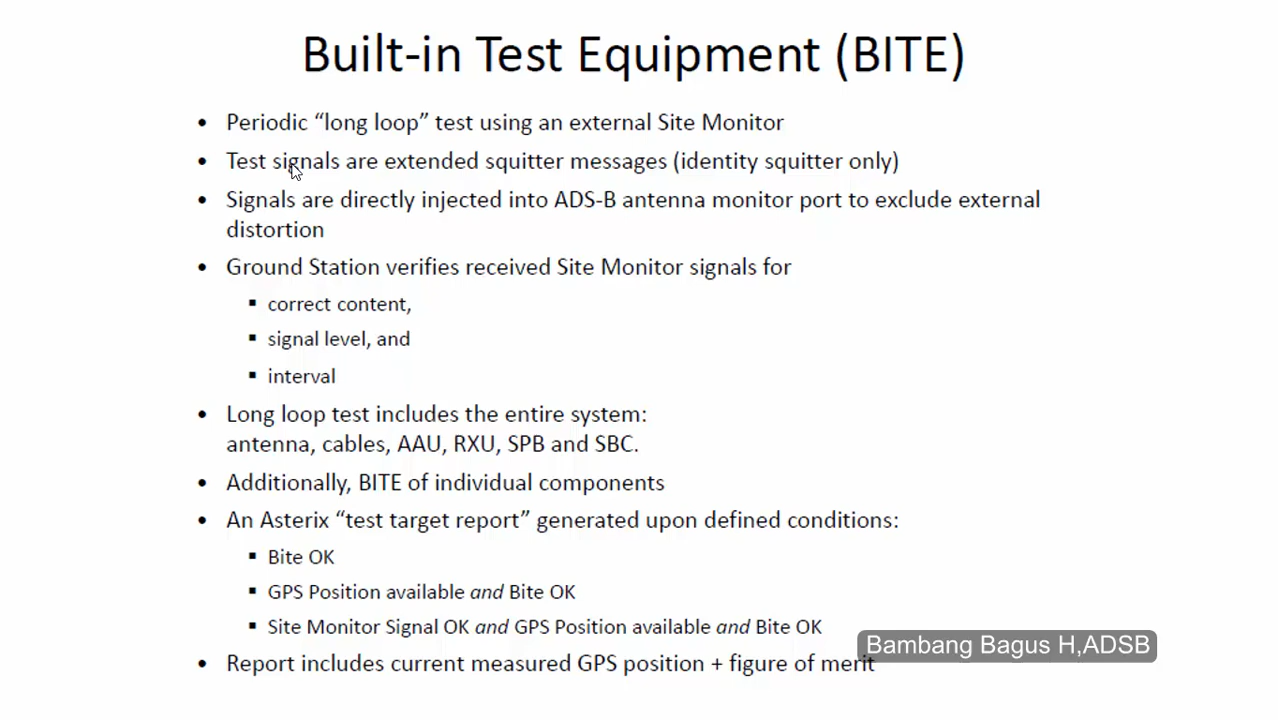 Built-in Test Equipment (BITE)
• Periodic “long loop” test using an external Site Monitor
• Test signals are extended squitter messages (identity squitter only)
• Signals are directly injected into ADS-B antenna monitor port to exclude external
distortion
• Ground Station verifies received Site Monitor signals for
▪ correct content,
▪ signal level, and
▪ interval
• Long loop test includes the entire system:
antenna, cables, AAU, RXU, SPB and SBC.
• Additionally, BITE of individual components
• An Asterix “test target report” generated upon defined conditions:
▪ Bite OK
▪ GPS Position available and Bite OK
▪ Site Monitor Signal OK and GPS Position available and Bite OK
Bambang Bagus H,ADSB
• Report includes current measured GPS position + figure of merit